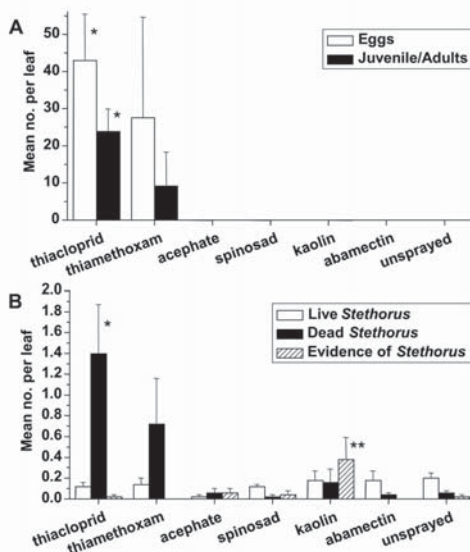 A
Mean no. per leaf
50
40
30
20
10
0
*
*
Eggs
Juvenile/Adults
thiacloprid
thiamethoxam
acephate
spinosad
kaolin
abamectin
unsprayed
B
Mean no. per leaf
2.0
1.8
1.6
1.4
1.2
1.0
0.8
0.6
0.4
0.2
0.0
*
**
Live Stethorus
Dead Stethorus
Evidence of Stethorus
thiacloprid
thiamethoxam
acephate
spinosad
kaolin
abamectin
unsprayed